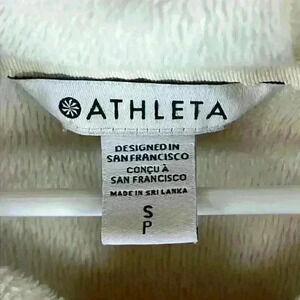 ATHLETA
DESIGNED IN
SAN FRANCISCO
CONÇU À
SAN FRANCISCO
MADE IN SRI LANKA
S
P